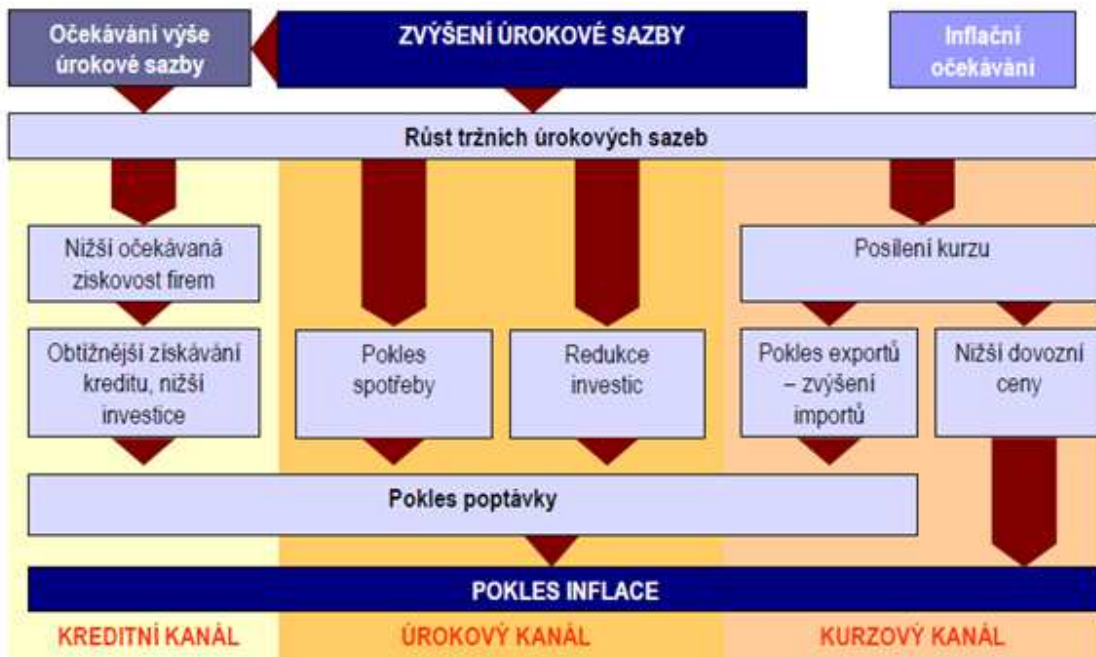 Očekávání výše
úrokové sazby
ZVÝŠENÍ ÚROKOVÉ SAZBY
Inflační
očekávání
Růst tržních úrokových sazeb
Nižší očekávaná
ziskovost firem
Posílení kurzu
Obtížnější získávání
kreditu, nižší
investice
Pokles
spotřeby
Redukce
investic
Pokles exportů
– zvýšení
importů
Nižší dovozní
ceny
Pokles poptávky
POKLES INFLACE
KREDITNÍ KANÁL
ÚROKOVÝ KANÁL
KURZOVÝ KANÁL